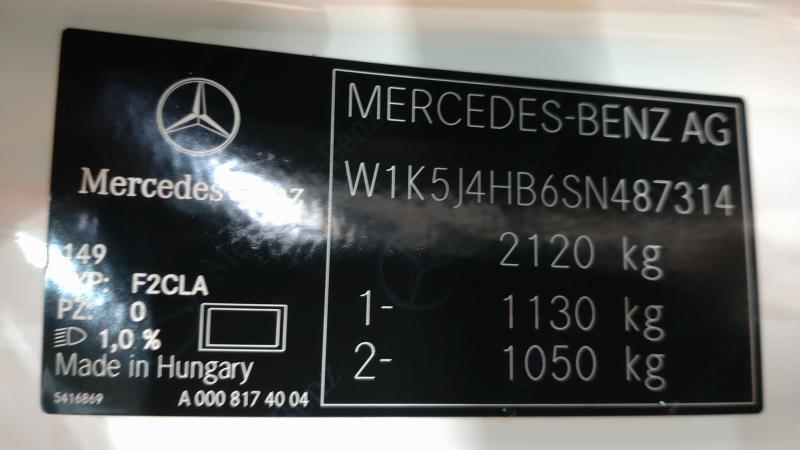 Mercedes-Benz
149
TYP: F2CLA
PZ: 0
1,0 %
Made in Hungary
5416869
A 000 817 40 04
MERCEDES-BENZ AG
W1K5J4HB6SN487314
2120 kg
1- 1130 kg
2- 1050 kg